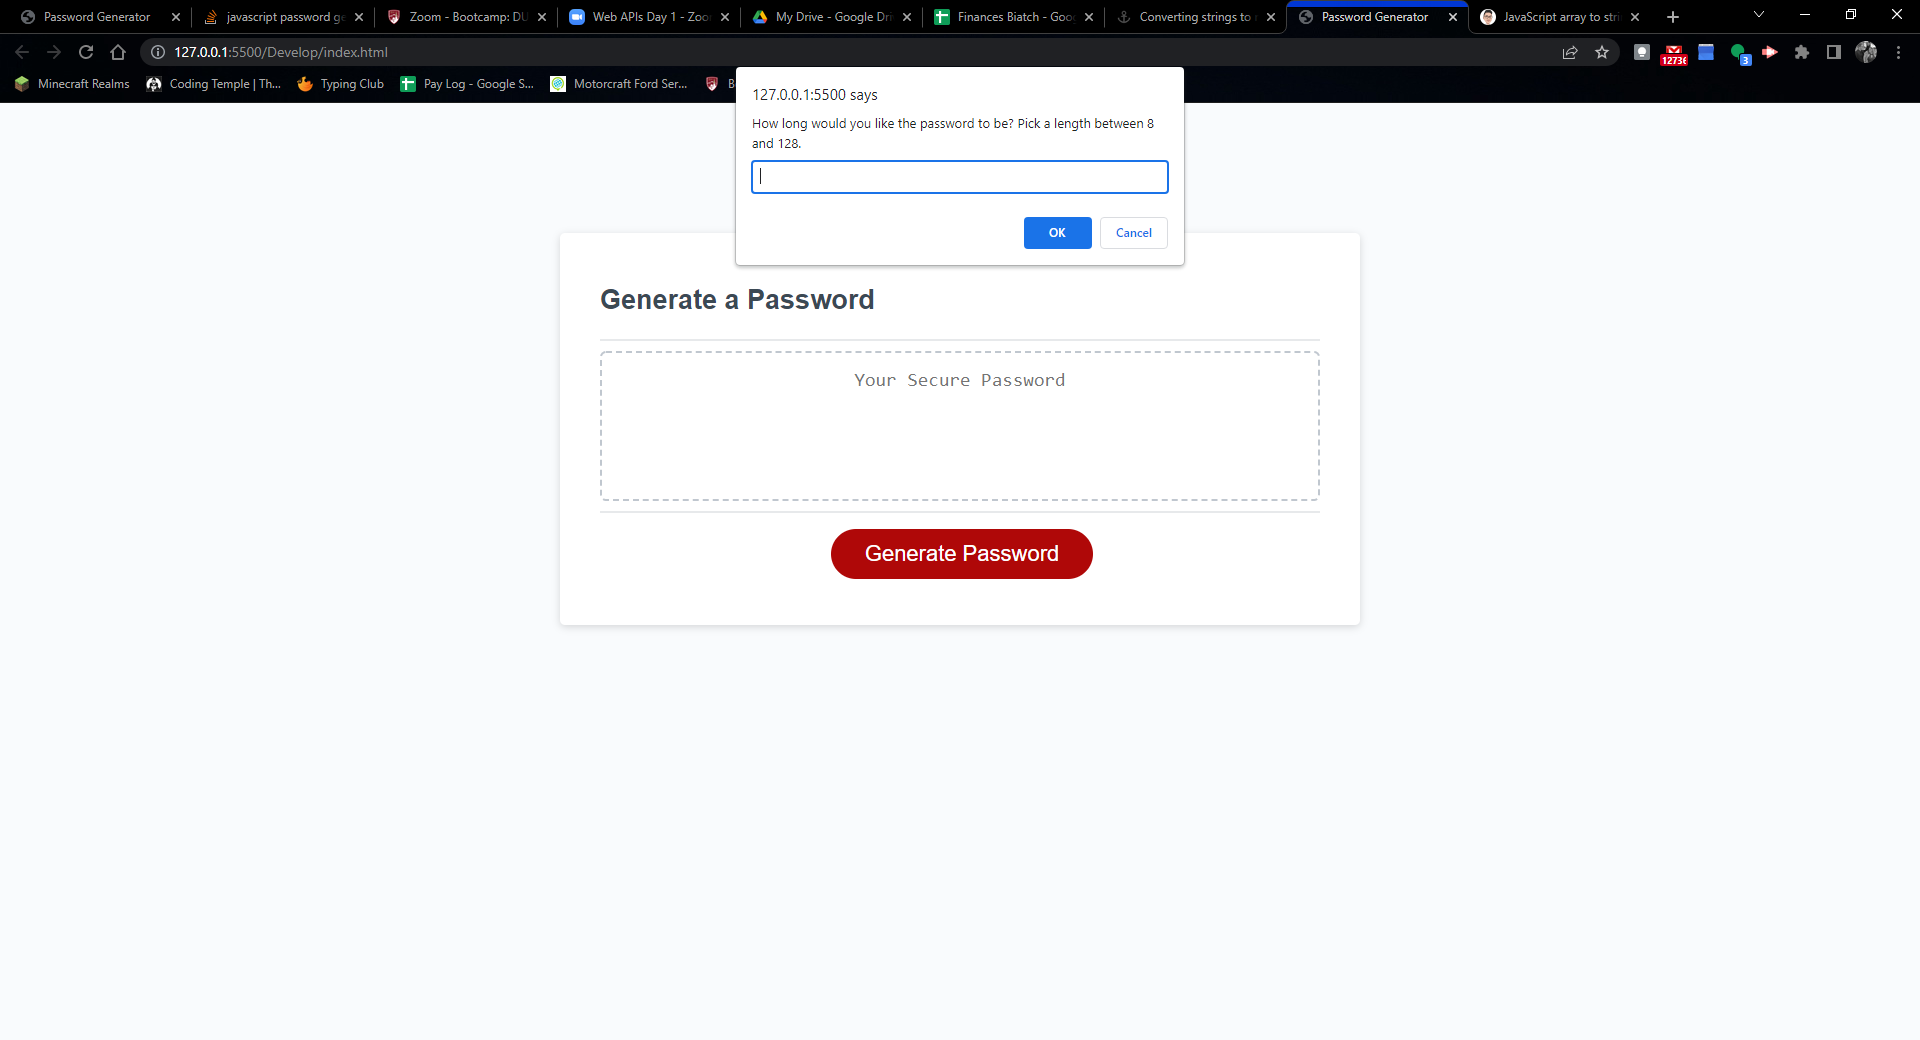 Password Generator
javascript password ge
Zoom - Bootcamp: DU
Web APIs Day 1 - Zoo
My Drive - Google Dri
Finances Biatch - Goo
Converting strings to
Password Generator
JavaScript array to stri
127.0.0.1:5500/Develop/index.html
12736
3
Minecraft Realms
Coding Temple | Th...
Typing Club
Pay Log - Google S...
Motorcraft Ford Ser...
B
127.0.0.1:5500 says
How long would you like the password to be? Pick a length between 8
and 128.
OK
Cancel
Generate a Password
Your Secure Password
Generate Password